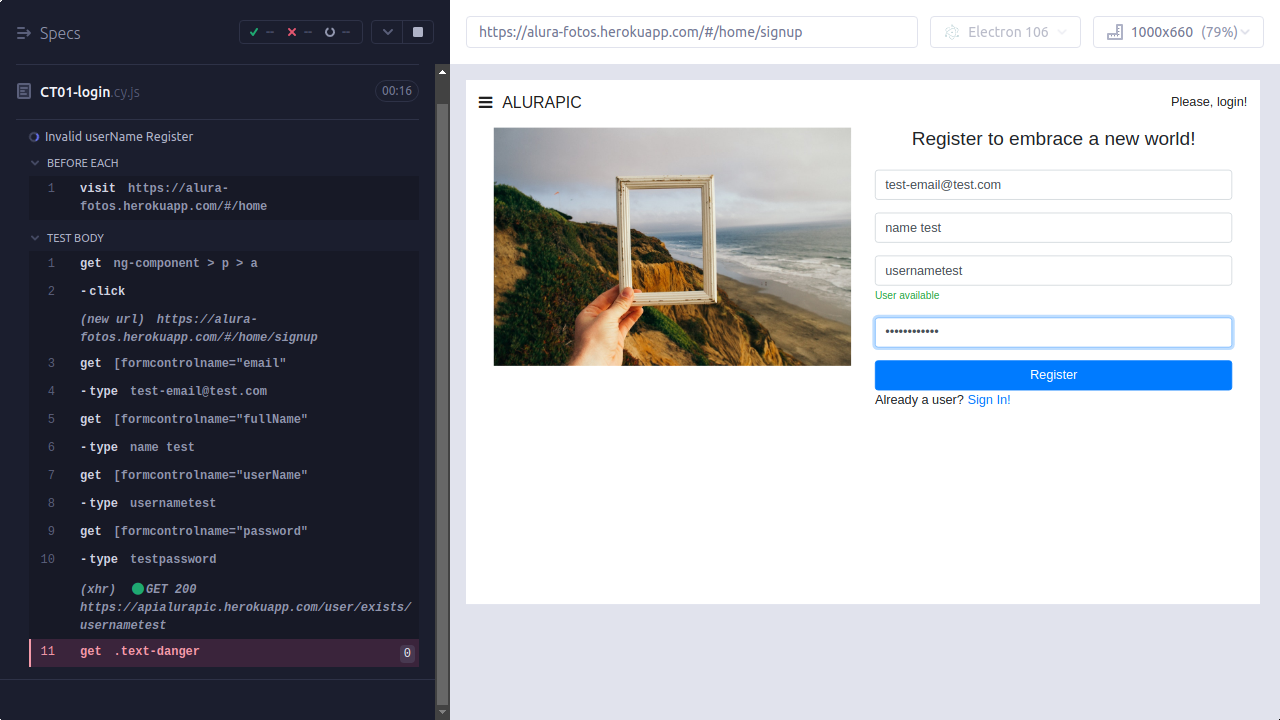 Specs
--
--
--
CT01-login.cy.js
00:16
Invalid userName Register
BEFORE EACH
1 visit https://alura-
fotos.herokuapp.com/#/home
TEST BODY
1 get ng-component > p > a
2 -click
(new url) https://alura-
fotos.herokuapp.com/#/home/signup
3 get [formcontrolname="email"
4 -type test-email@test.com
5 get [formcontrolname="fullName"
6 -type name test
7 get [formcontrolname="userName"
8 -type usernametest
9 get [formcontrolname="password"
10 -type testpassword
(xhr) GET 200
https://apialurapic.herokuapp.com/user/exists/
usernametest
11 get .text-danger 0
https://alura-fotos.herokuapp.com/#/home/signup
Electron 106
1000x660 (79%)
ALURAPIC
Please, login!
Register to embrace a new world!
test-email@test.com
name test
usernametest
User available
••••••••••••
Register
Already a user? Sign In!